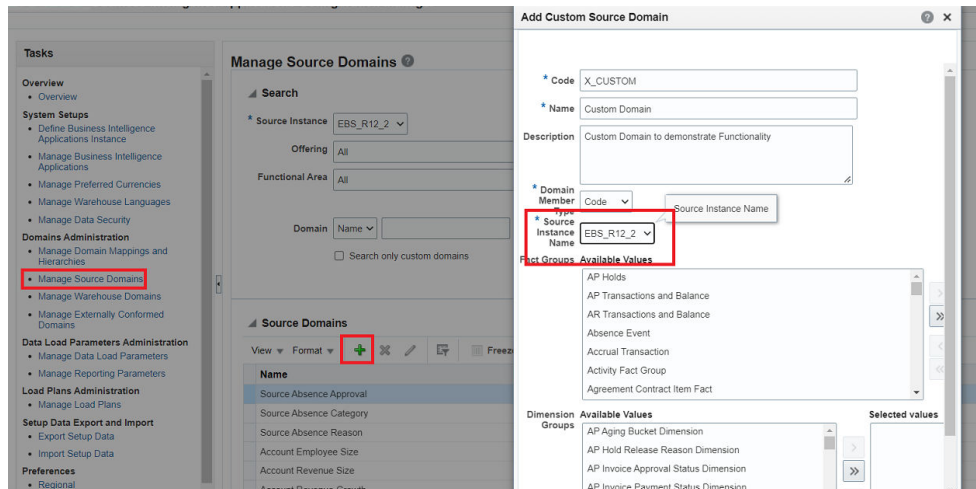 Tasks
Overview
• Overview
System Setups
• Define Business Intelligence
Applications Instance
• Manage Business Intelligence
Applications
• Manage Preferred Currencies
• Manage Warehouse Languages
• Manage Data Security
Domains Administration
• Manage Domain Mappings and
Hierarchies
• Manage Source Domains
• Manage Warehouse Domains
• Manage Externally Conformed
Domains
Data Load Parameters Administration
• Manage Data Load Parameters
• Manage Reporting Parameters
Load Plans Administration
• Manage Load Plans
Setup Data Export and Import
• Export Setup Data
• Import Setup Data
Preferences
• Regional
Manage Source Domains
Search
* Source Instance EBS_R12_2
Offering All
Functional Area All
Domain Name
Search only custom domains
Source Domains
View Format Freeze
Name
Source Absence Approval
Source Absence Category
Source Absence Reason
Account Employee Size
Account Revenue Size
Account Revenue Growth
Add Custom Source Domain
* Code X_CUSTOM
* Name Custom Domain
Description Custom Domain to demonstrate Functionality
* Domain
Member
Type Code
Source Instance Name
* Source
Instance
Name EBS_R12_2
Fact Groups Available Values
AP Holds
AP Transactions and Balance
AR Transactions and Balance
Absence Event
Accrual Transaction
Activity Fact Group
Agreement Contract Item Fact
Dimension Groups Available Values Selected values
AP Aging Bucket Dimension
AP Hold Release Reason Dimension
AP Invoice Approval Status Dimension
AP Invoice Payment Status Dimension